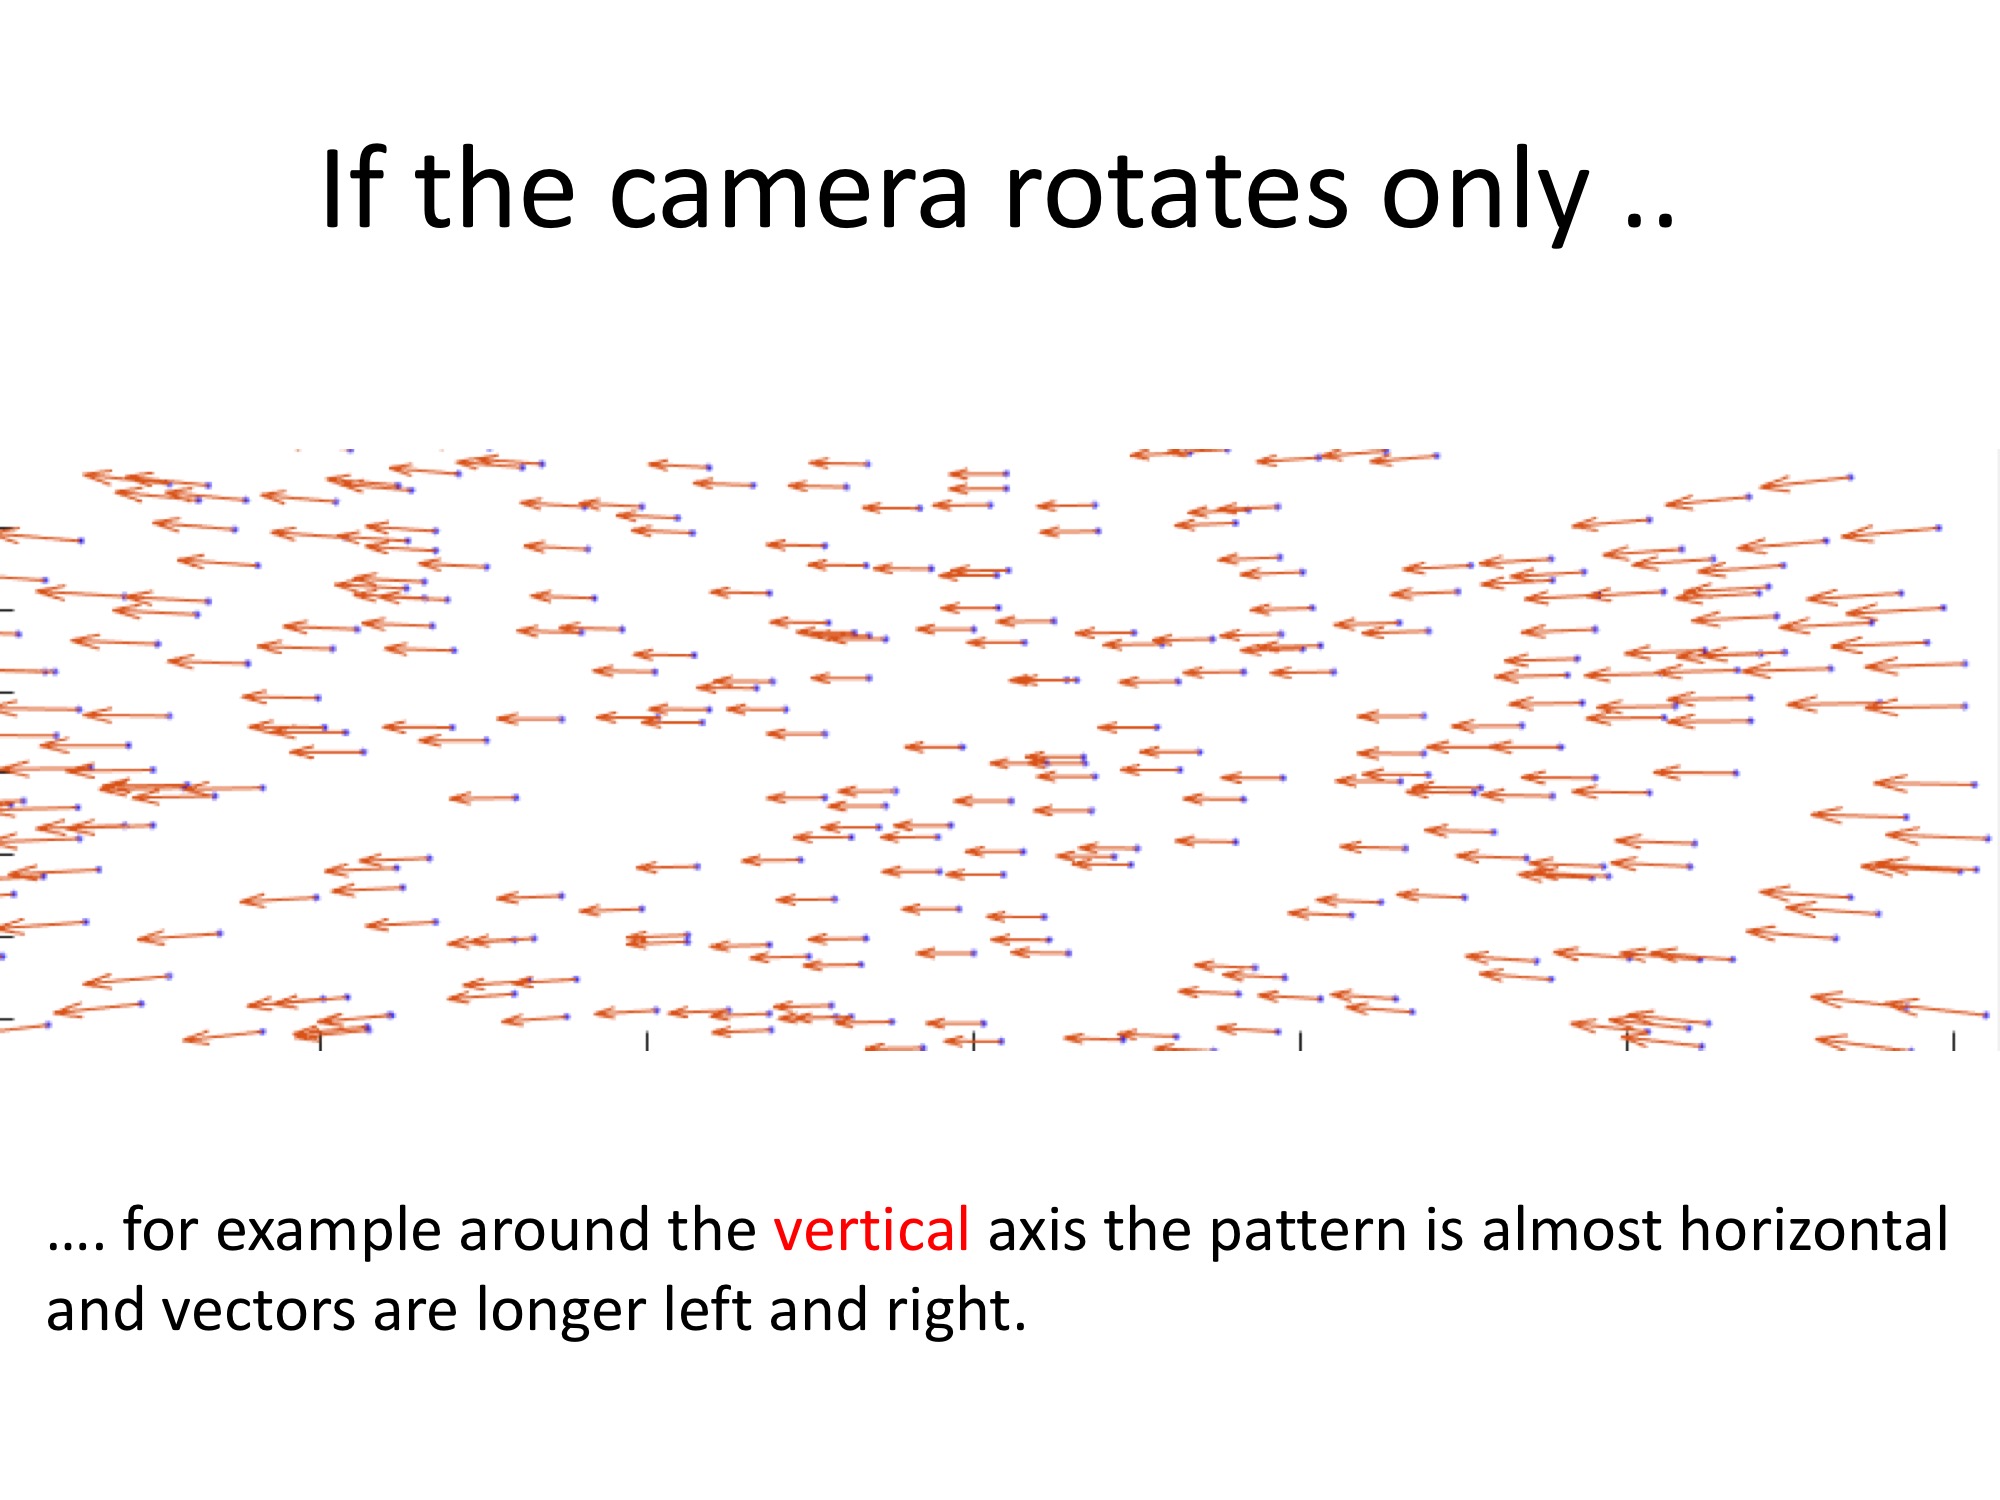 If the camera rotates only ..
…. for example around the vertical axis the pattern is almost horizontal
and vectors are longer left and right.